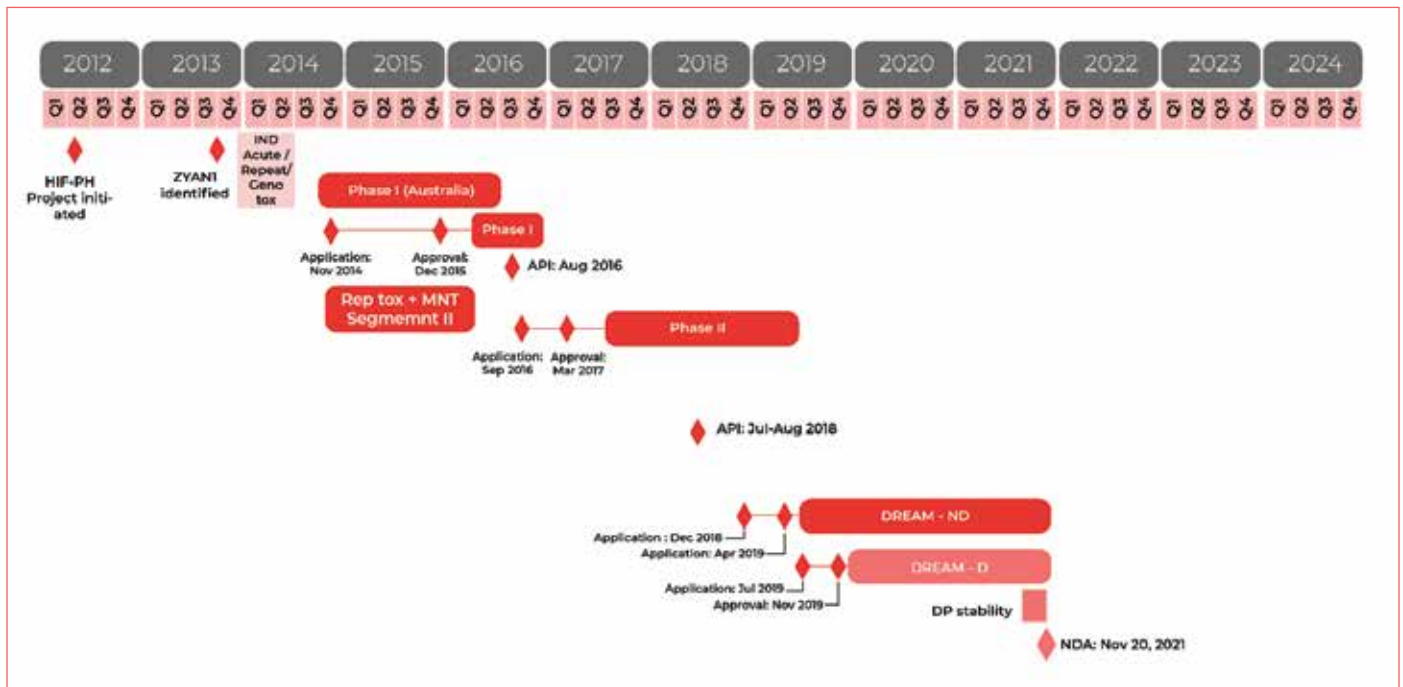 2012 2013 2014 2015 2016 2017 2018 2019 2020 2021 2022 2023 2024
Q1 Q2 Q3 Q4 Q1 Q2 Q3 Q4 Q1 Q2 Q1 Q2 Q3 Q4 Q1 Q2 Q3 Q4 Q1 Q2 Q3 Q4 Q1 Q2 Q3 Q4 Q1 Q2 Q3 Q4 Q1 Q2 Q3 Q4 Q1 Q2 Q3 Q4 Q1 Q2 Q3 Q4 Q1 Q2 Q3 Q4 Q1 Q2 Q3 Q4
HIF-PH
Project initi-
ated
ZYAN1
identified
IND
Acute /
Repeat/
Geno
tox
Phase I (Australia)
Phase I
Application:
Nov 2014
Approval:
Dec 2015
API: Aug 2016
Rep tox + MNT
Segmemnt II
Phase II
Application:
Sep 2016
Approval:
Mar 2017
API: Jul-Aug 2018
DREAM - ND
Application : Dec 2018
Application: Apr 2019
DREAM - D
Application: Jul 2019
Approval: Nov 2019
DP stability
NDA: Nov 20, 2021